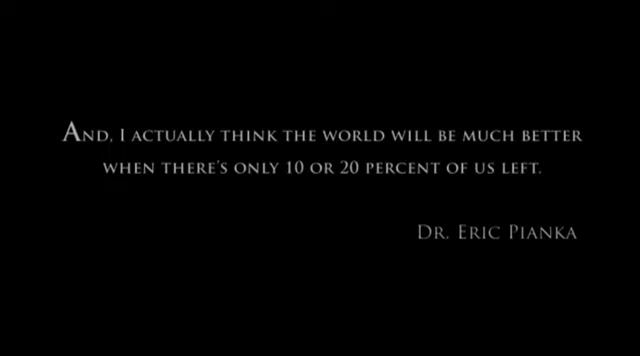 And, I actually think the world will be much better
when there's only 10 or 20 percent of us left.
Dr. Eric Pianka